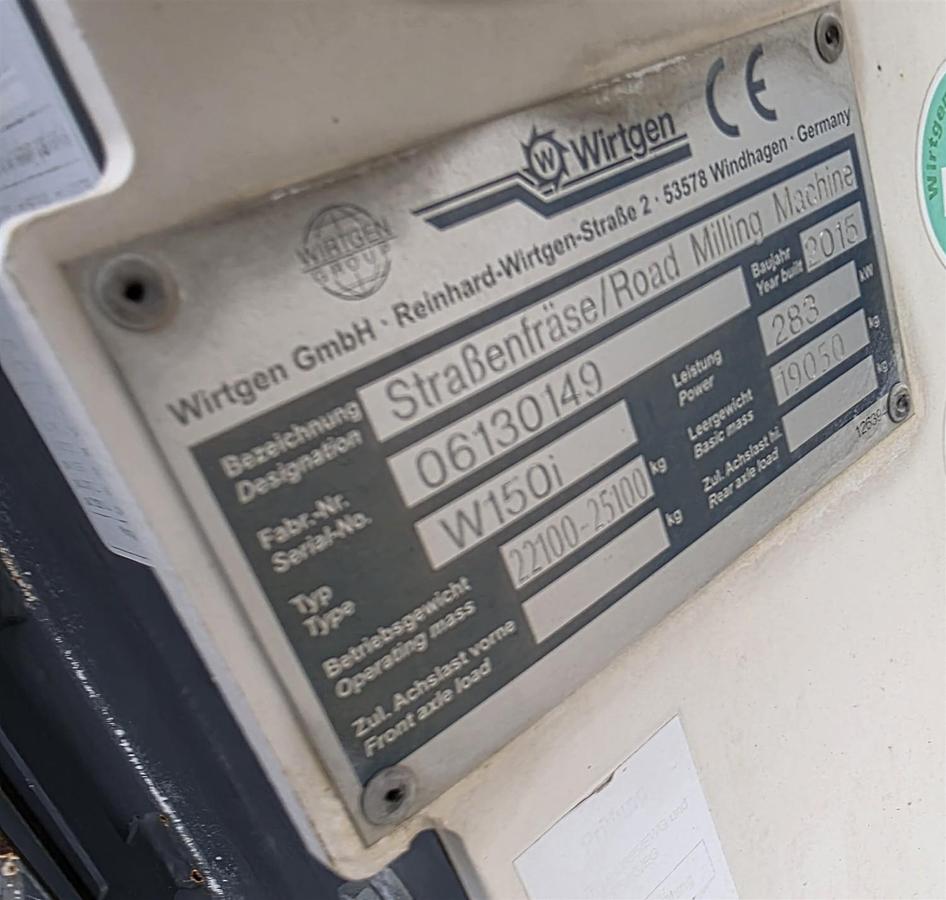 WIRTGEN
GROUP
Wirtgen
CE
Wirtgen GmbH · Reinhard-Wirtgen-Straße 2 · 53578 Windhagen · Germany
Bezeichnung
Designation
Straßenfräse/Road Milling Machine
Fabr.-Nr.
Serial-No.
06130149
Baujahr
Year built
2015
Typ
Type
W150i
Leistung
Power
283 kW
Betriebsgewicht
Operating mass
22100-25100 kg
Leergewicht
Basic mass
19050 kg
Zul. Achslast vorne
Front axle load
kg
Zul. Achslast hi.
Rear axle load
kg
Wirtgen